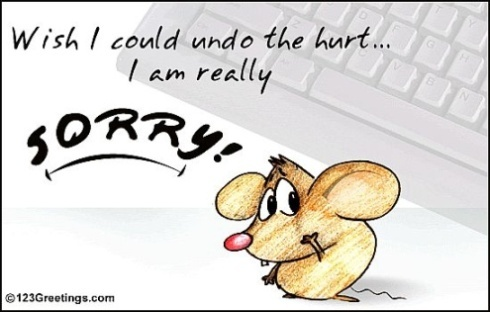 Wish I could undo the hurt...
I am really
SORRY!
©123Greetings.com